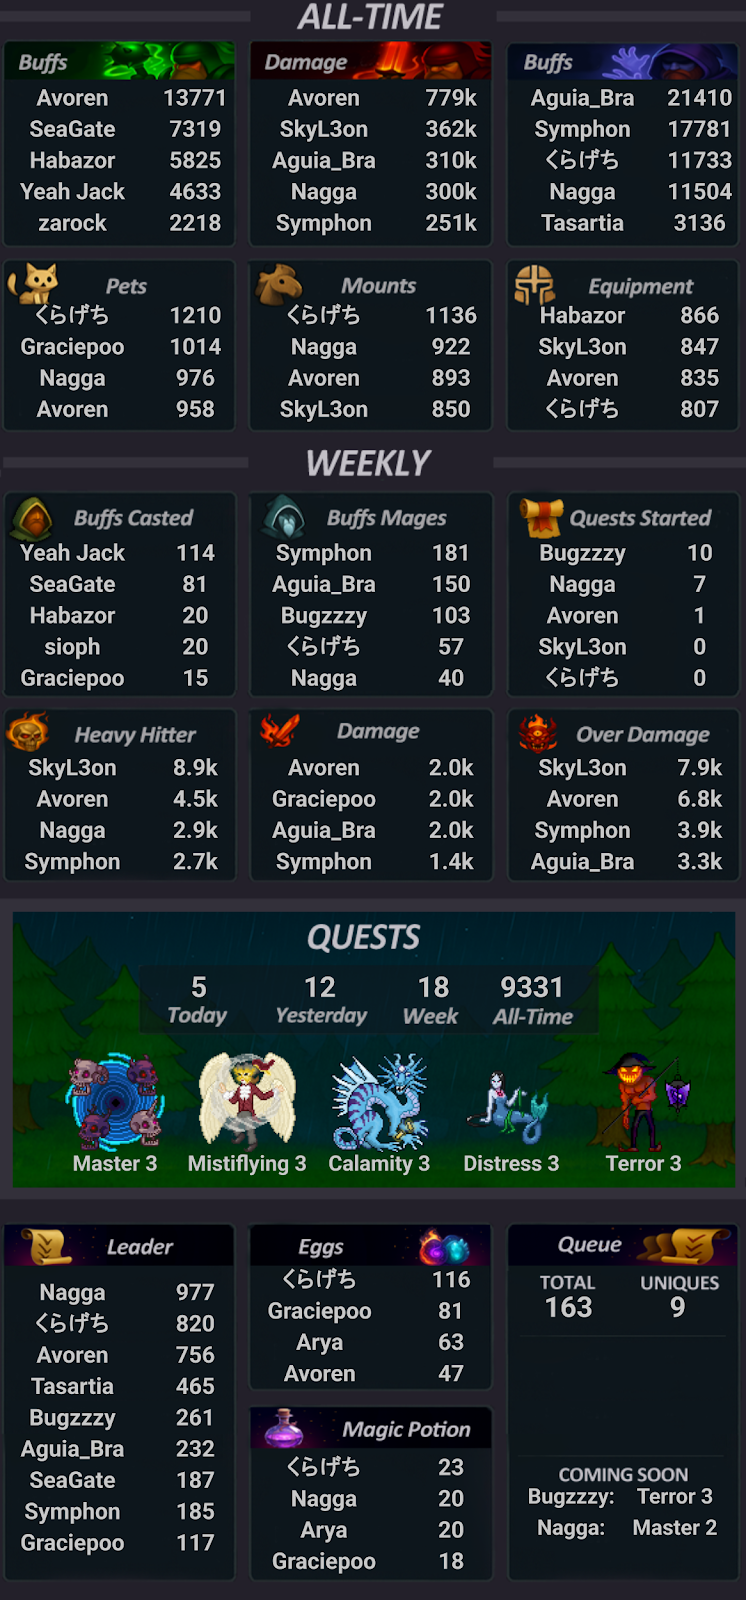 ALL-TIME
Buffs
Avoren 13771
SeaGate 7319
Habazor 5825
Yeah Jack 4633
zarock 2218
Damage
Avoren 779k
SkyL3on 362k
Aguia_Bra 310k
Nagga 300k
Symphon 251k
Buffs
Aguia_Bra 21410
Symphon 17781
くらげち 11733
Nagga 11504
Tasartia 3136
Pets
くらげち 1210
Graciepoo 1014
Nagga 976
Avoren 958
Mounts
くらげち 1136
Nagga 922
Avoren 893
SkyL3on 850
Equipment
Habazor 866
SkyL3on 847
Avoren 835
くらげち 807
WEEKLY
Buffs Casted
Yeah Jack 114
SeaGate 81
Habazor 20
sioph 20
Graciepoo 15
Buffs Mages
Symphon 181
Aguia_Bra 150
Bugzzzy 103
くらげち 57
Nagga 40
Quests Started
Bugzzzy 10
Nagga 7
Avoren 1
SkyL3on 0
くらげち 0
Heavy Hitter
SkyL3on 8.9k
Avoren 4.5k
Nagga 2.9k
Symphon 2.7k
Damage
Avoren 2.0k
Graciepoo 2.0k
Aguia_Bra 2.0k
Symphon 1.4k
Over Damage
SkyL3on 7.9k
Avoren 6.8k
Symphon 3.9k
Aguia_Bra 3.3k
QUESTS
5 12 18 9331
Today Yesterday Week All-Time
Master 3 Mistiflying 3 Calamity 3 Distress 3 Terror 3
Leader
Nagga 977
くらげち 820
Avoren 756
Tasartia 465
Bugzzzy 261
Aguia_Bra 232
SeaGate 187
Symphon 185
Graciepoo 117
Eggs
くらげち 116
Graciepoo 81
Arya 63
Avoren 47
Magic Potion
くらげち 23
Nagga 20
Arya 20
Graciepoo 18
Queue
TOTAL UNIQUES
163 9
COMING SOON
Bugzzzy: Terror 3
Nagga: Master 2